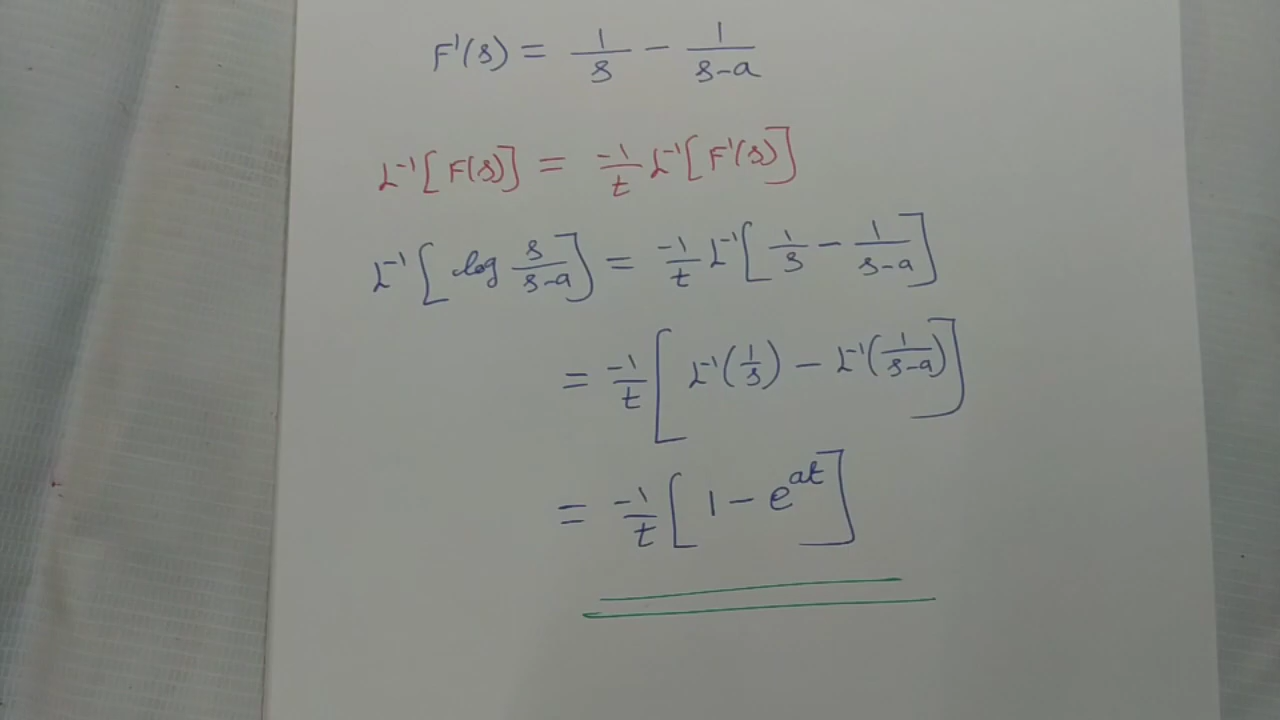 F'(s) = 1/s − 1/(s−a)
L⁻¹[F(s)] = −1/t L⁻¹[F'(s)]
L⁻¹[log s/(s−a)] = −1/t L⁻¹[1/s − 1/(s−a)]
= −1/t [L⁻¹(1/s) − L⁻¹(1/(s−a))]
= −1/t [1 − e^{at}]